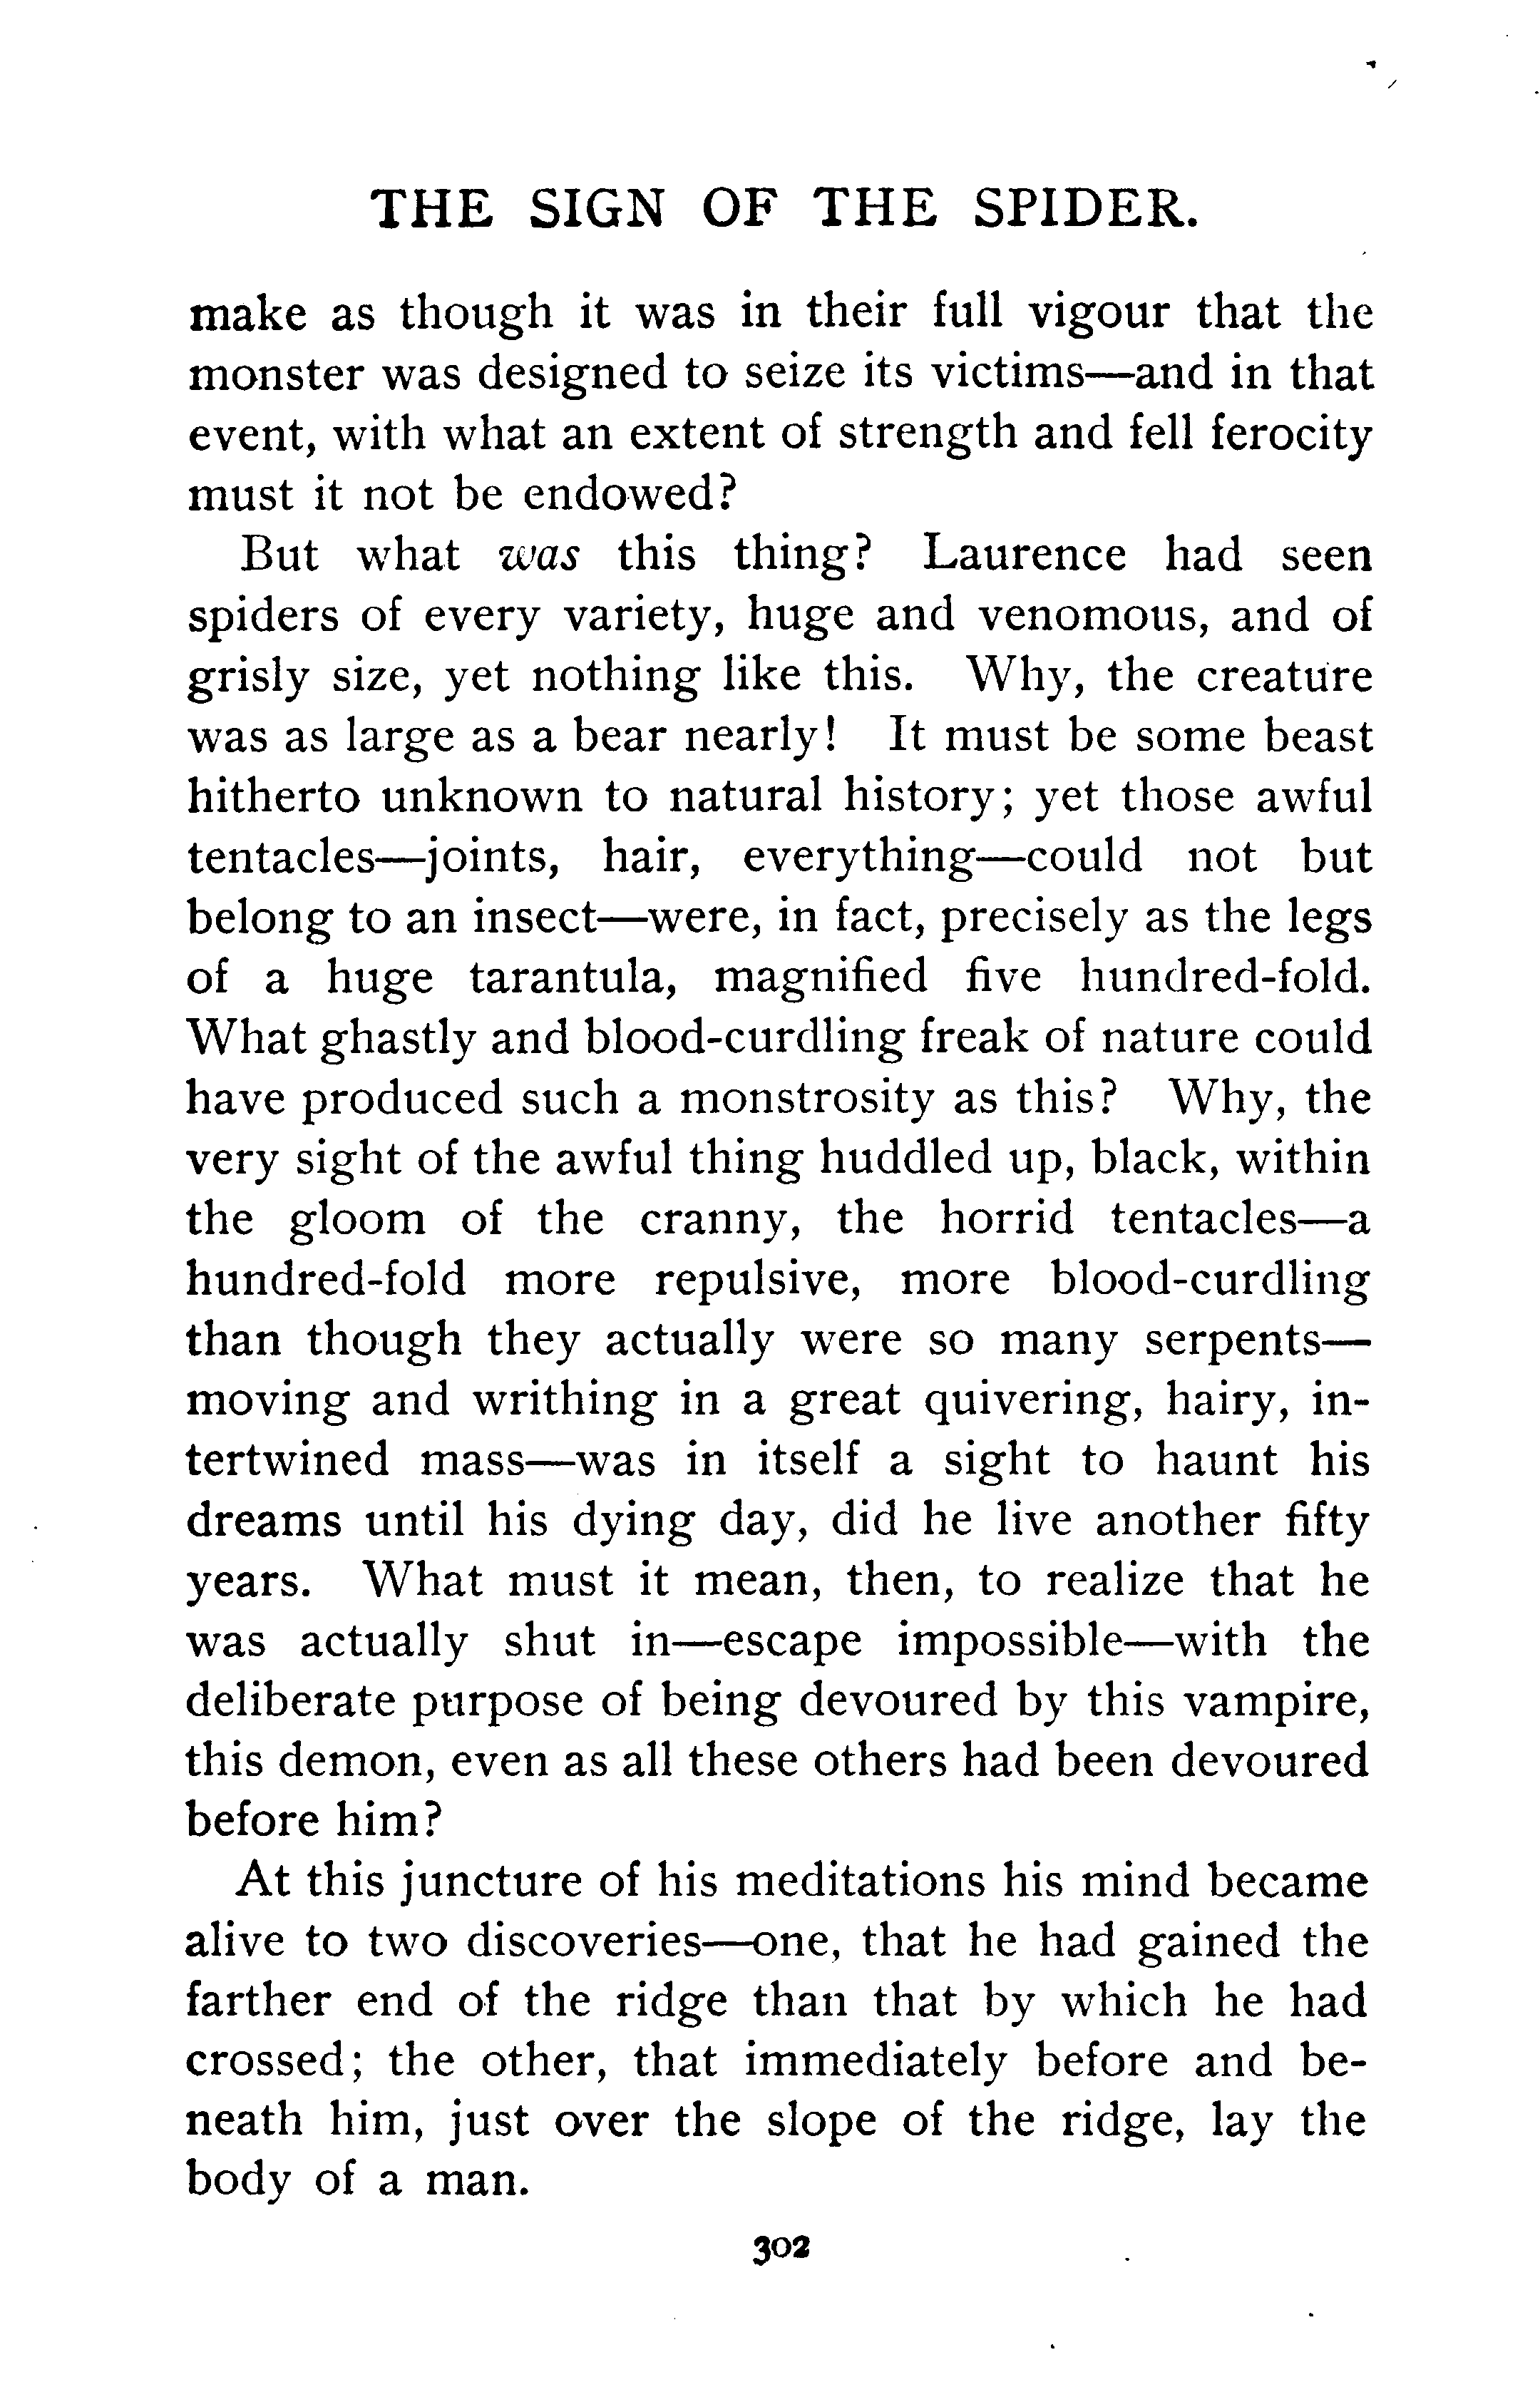 THE SIGN OF THE SPIDER.
make as though it was in their full vigour that the
monster was designed to seize its victims—and in that
event, with what an extent of strength and fell ferocity
must it not be endowed?
But what was this thing? Laurence had seen
spiders of every variety, huge and venomous, and of
grisly size, yet nothing like this. Why, the creature
was as large as a bear nearly! It must be some beast
hitherto unknown to natural history; yet those awful
tentacles—joints, hair, everything—could not but
belong to an insect—were, in fact, precisely as the legs
of a huge tarantula, magnified five hundred-fold.
What ghastly and blood-curdling freak of nature could
have produced such a monstrosity as this? Why, the
very sight of the awful thing huddled up, black, within
the gloom of the cranny, the horrid tentacles—a
hundred-fold more repulsive, more blood-curdling
than though they actually were so many serpents—
moving and writhing in a great quivering, hairy, in-
tertwined mass—was in itself a sight to haunt his
dreams until his dying day, did he live another fifty
years. What must it mean, then, to realize that he
was actually shut in—escape impossible—with the
deliberate purpose of being devoured by this vampire,
this demon, even as all these others had been devoured
before him?
At this juncture of his meditations his mind became
alive to two discoveries—one, that he had gained the
farther end of the ridge than that by which he had
crossed; the other, that immediately before and be-
neath him, just over the slope of the ridge, lay the
body of a man.
302